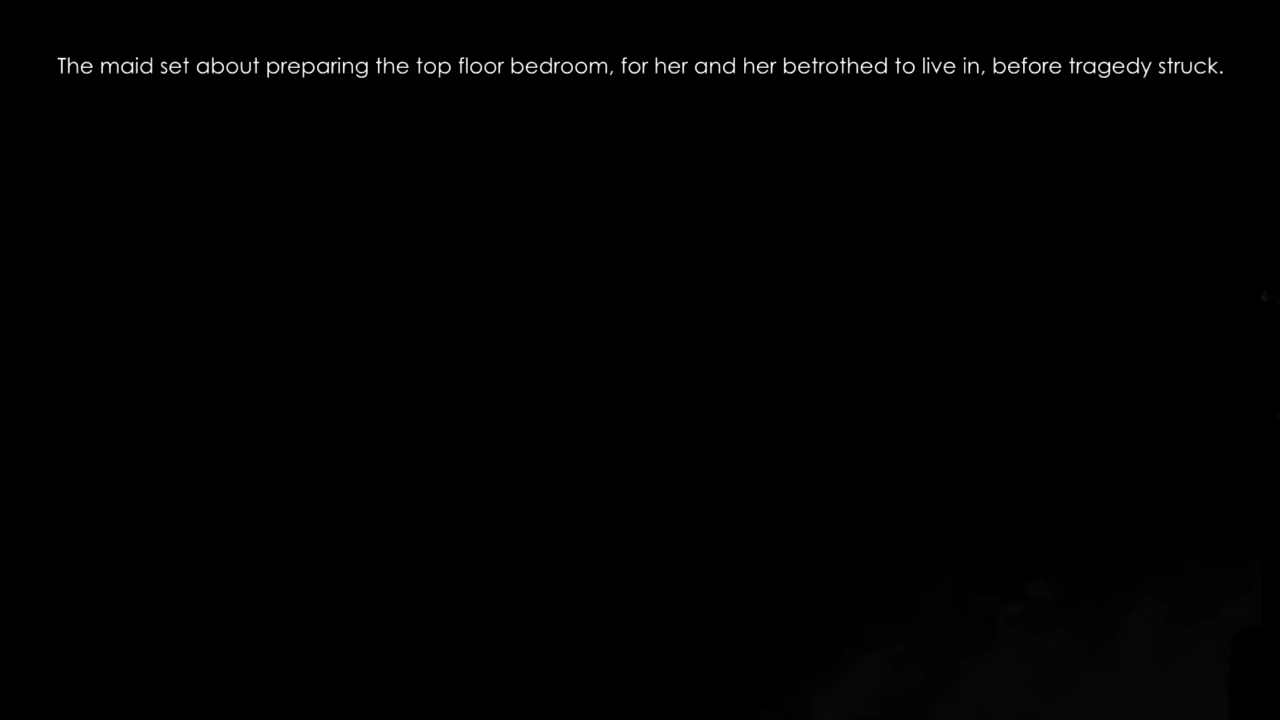 The maid set about preparing the top floor bedroom, for her and her betrothed to live in, before tragedy struck.